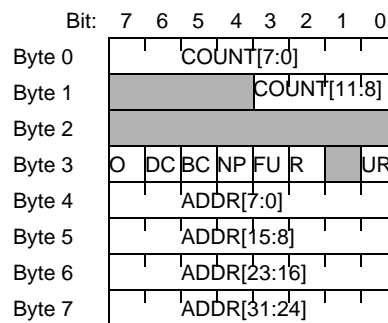 Bit: 7 6 5 4 3 2 1 0
Byte 0 COUNT[7:0]
Byte 1 COUNT[11:8]
Byte 2
Byte 3 O DC BC NP FU R UR
Byte 4 ADDR[7:0]
Byte 5 ADDR[15:8]
Byte 6 ADDR[23:16]
Byte 7 ADDR[31:24]